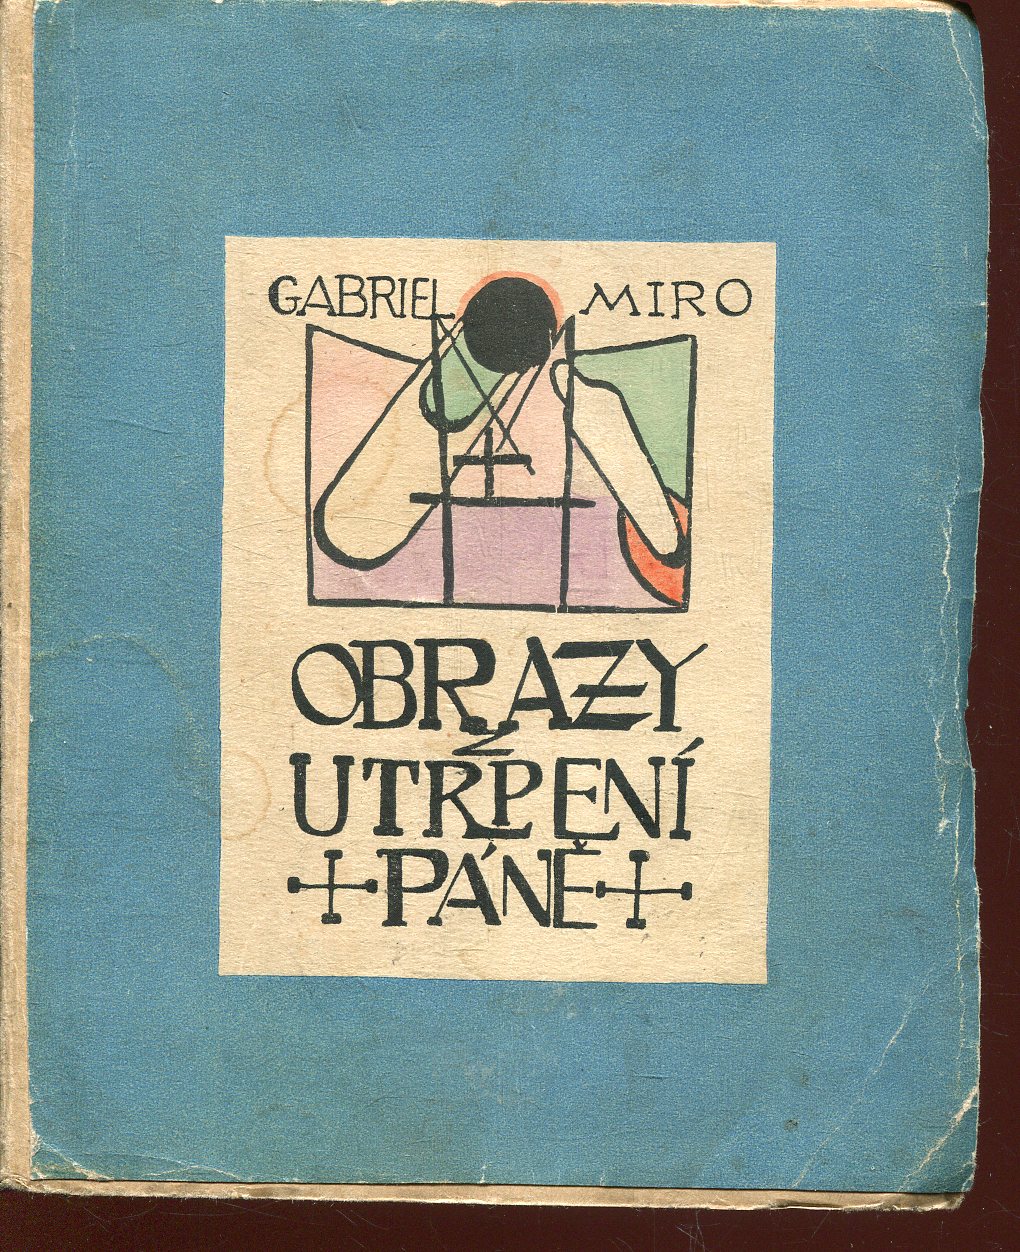 GABRIEL MIRO
OBRAZY
Z
UTRPENÍ
PÁNĚ